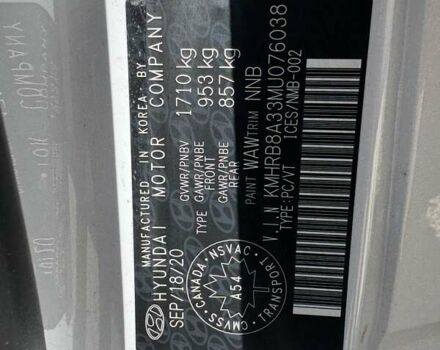 MANUFACTURED IN KOREA. BY
HYUNDAI MOTOR COMPANY
SEP/18/20
GVWR/PNBV 1710 kg
TYPE GAWR/PNBE FRONT 953 kg
GAWR/PNBE REAR 857 kg
PAINT WAW TRIM NNB
V.I.N KMHRB8A33MU076038
TYPE:PC/VT 1CES/NMB-002
CANADA NSVAC
A54
CMVSS TRANSPORT